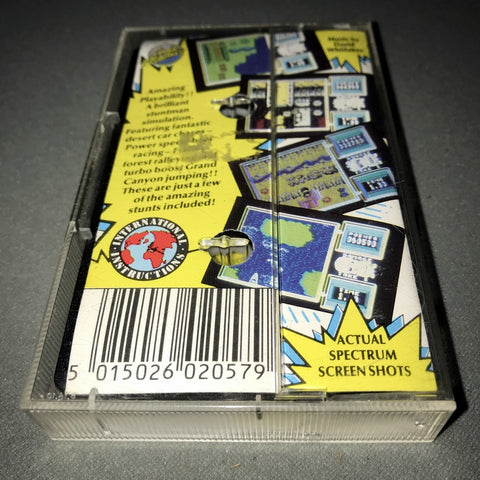 Music by
David
Whittaker
Amazing
Playability!!
A brilliant
stuntman
simulation.
Featuring fantastic
desert car chases –
Power
racing –
forest
turbo boost Grand
Canyon jumping!!
These are just a few
of the amazing
stunts included!
INTERNATIONAL
INSTRUCTIONS
ACTUAL
SPECTRUM
SCREEN SHOTS
5 015026 020579